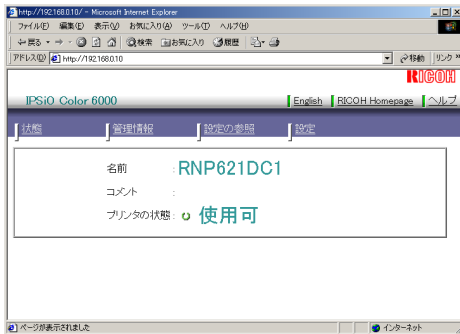 http://192.168.0.10/ - Microsoft Internet Explorer
ファイル(F) 編集(E) 表示(V) お気に入り(A) ツール(T) ヘルプ(H)
戻る 検索 お気に入り 履歴
アドレス(D) http://192.168.0.10 移動 リンク »
RICOH
IPSiO Color 6000 English RICOH Homepage ヘルプ
状態 管理情報 設定の参照 設定
名前 : RNP621DC1
コメント :
プリンタの状態 : 使用可
ページが表示されました インターネット